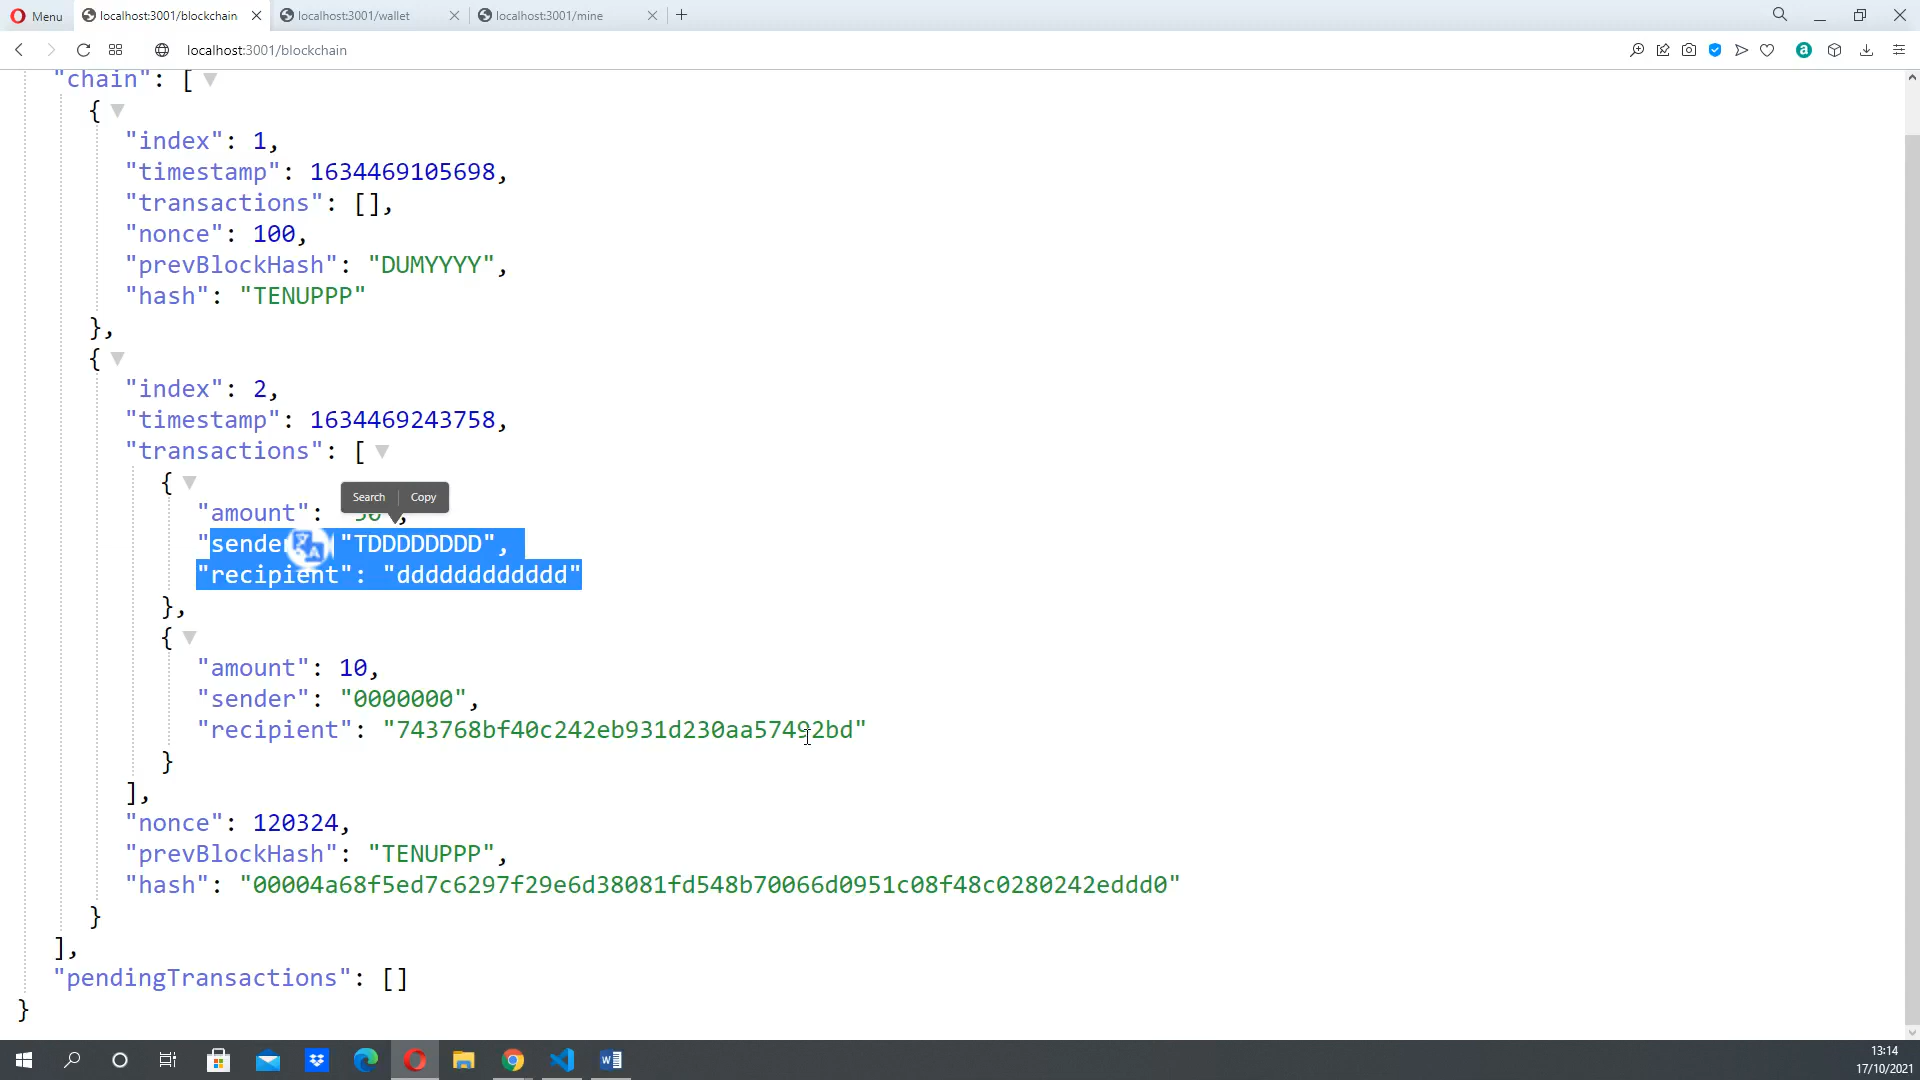 Menu
localhost:3001/blockchain
localhost:3001/wallet
localhost:3001/mine
localhost:3001/blockchain
"chain": [
{
"index": 1,
"timestamp": 1634469105698,
"transactions": [],
"nonce": 100,
"prevBlockHash": "DUMYYYY",
"hash": "TENUPPP"
},
{
"index": 2,
"timestamp": 1634469243758,
"transactions": [
{
Search Copy
"amount":
"sender "TDDDDDDDD",
"recipient": "dddddddddddd"
},
{
"amount": 10,
"sender": "0000000",
"recipient": "743768bf40c242eb931d230aa57492bd"
}
],
"nonce": 120324,
"prevBlockHash": "TENUPPP",
"hash": "00004a68f5ed7c6297f29e6d38081fd548b70066d0951c08f48c0280242eddd0"
}
],
"pendingTransactions": []
}
13:14
17/10/2021